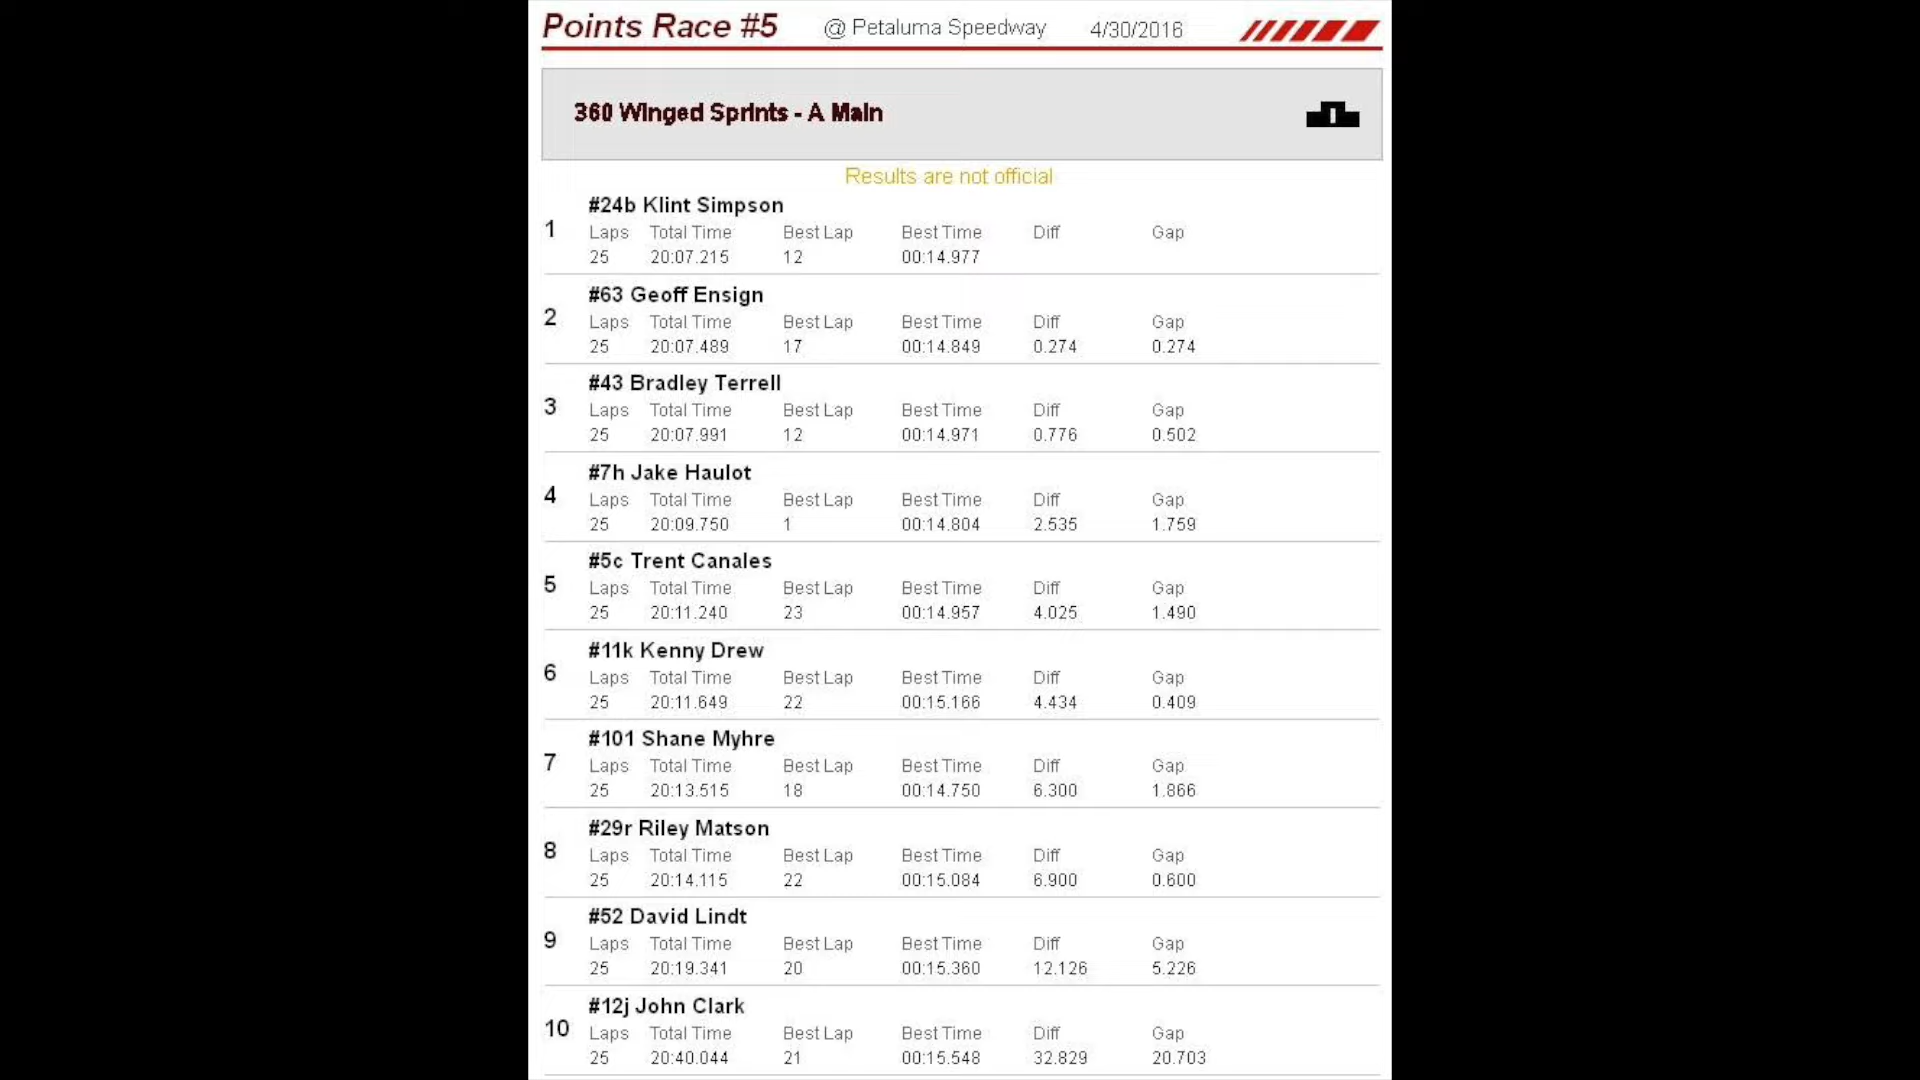 Points Race #5 @ Petaluma Speedway 4/30/2016
360 Winged Sprints - A Main
Results are not official
#24b Klint Simpson
1
Laps Total Time Best Lap Best Time Diff Gap
25 20:07.215 12 00:14.977
#63 Geoff Ensign
2
Laps Total Time Best Lap Best Time Diff Gap
25 20:07.489 17 00:14.849 0.274 0.274
#43 Bradley Terrell
3
Laps Total Time Best Lap Best Time Diff Gap
25 20:07.991 12 00:14.971 0.776 0.502
#7h Jake Haulot
4
Laps Total Time Best Lap Best Time Diff Gap
25 20:09.750 1 00:14.804 2.535 1.759
#5c Trent Canales
5
Laps Total Time Best Lap Best Time Diff Gap
25 20:11.240 23 00:14.957 4.025 1.490
#11k Kenny Drew
6
Laps Total Time Best Lap Best Time Diff Gap
25 20:11.649 22 00:15.166 4.434 0.409
#101 Shane Myhre
7
Laps Total Time Best Lap Best Time Diff Gap
25 20:13.515 18 00:14.750 6.300 1.866
#29r Riley Matson
8
Laps Total Time Best Lap Best Time Diff Gap
25 20:14.115 22 00:15.084 6.900 0.600
#52 David Lindt
9
Laps Total Time Best Lap Best Time Diff Gap
25 20:19.341 20 00:15.360 12.126 5.226
#12j John Clark
10
Laps Total Time Best Lap Best Time Diff Gap
25 20:40.044 21 00:15.548 32.829 20.703